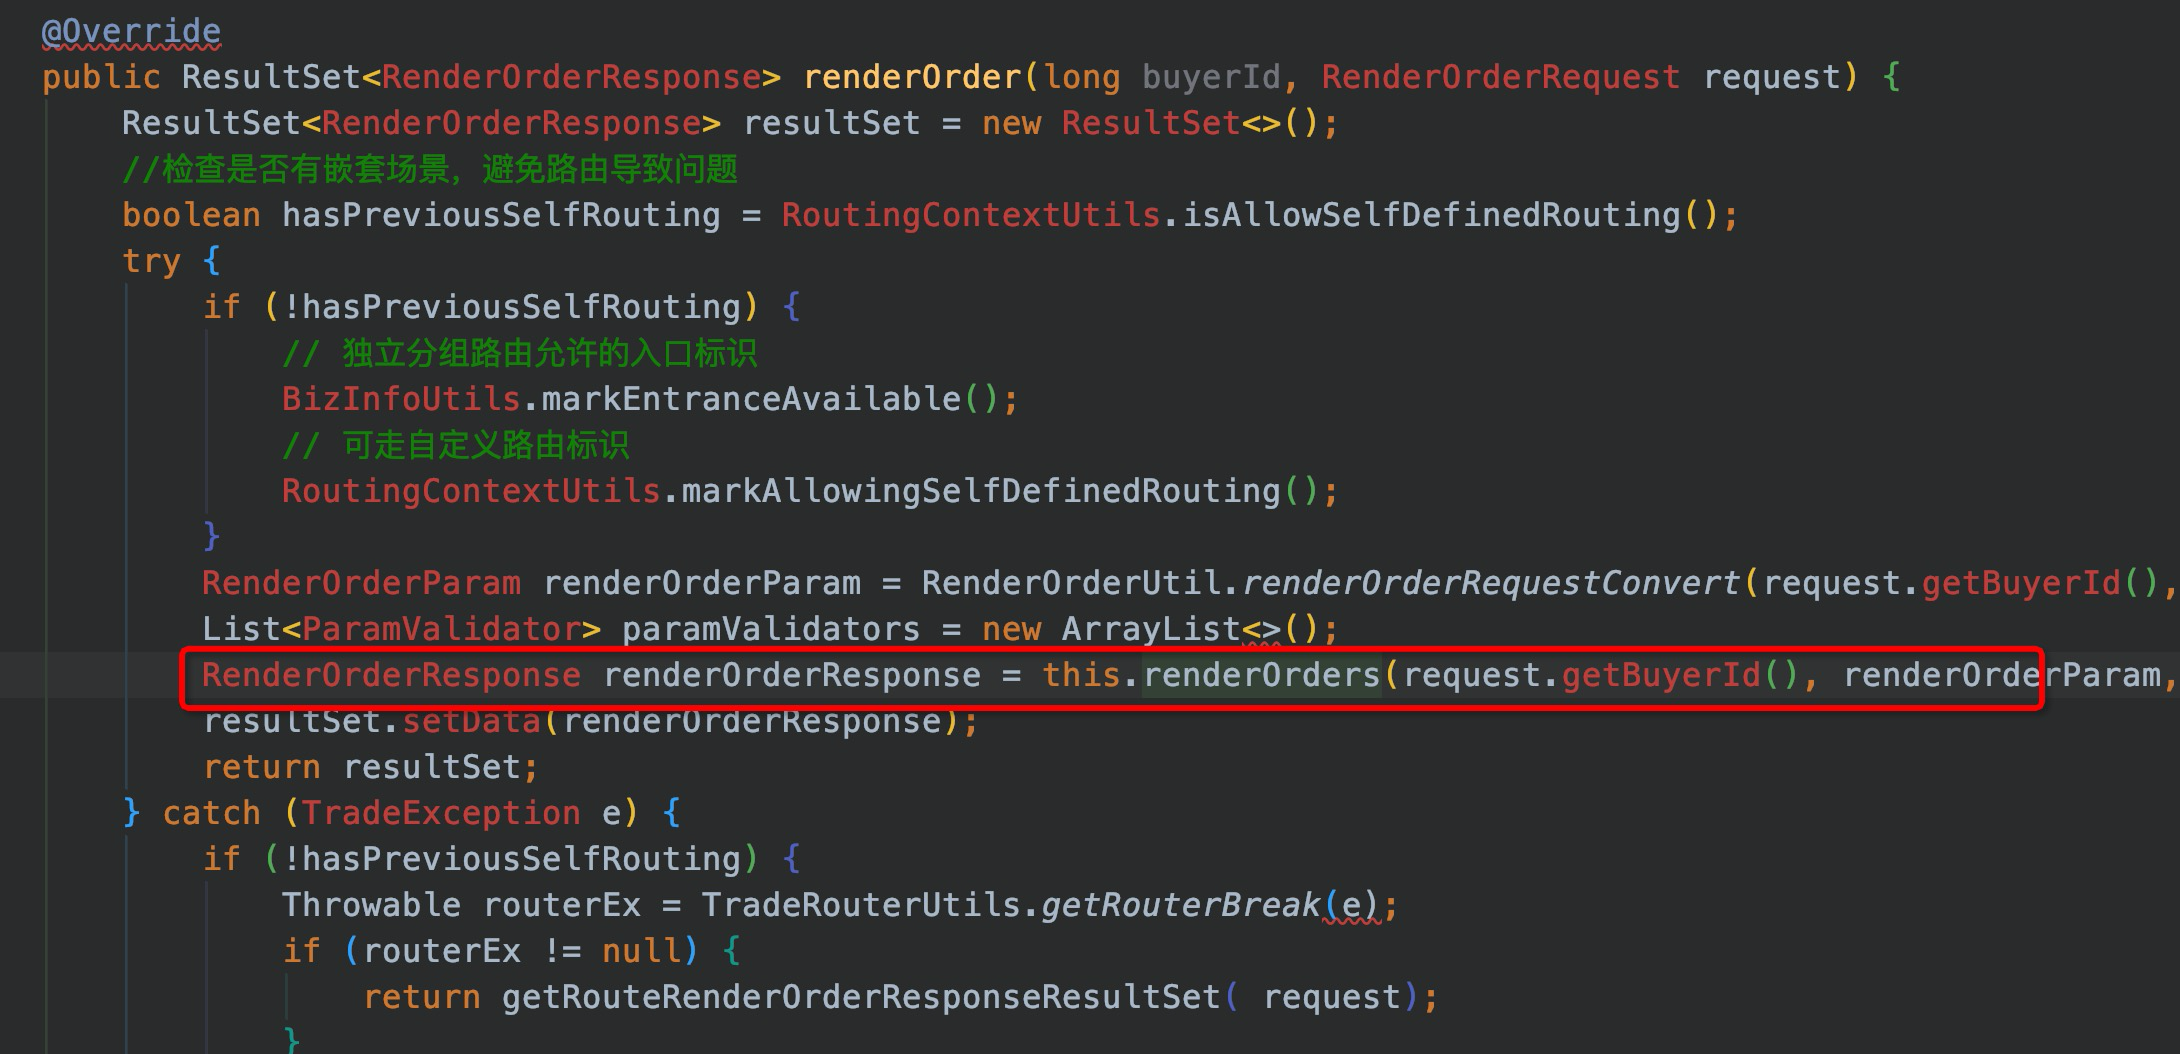 @Override
public ResultSet<RenderOrderResponse> renderOrder(long buyerId, RenderOrderRequest request) {
ResultSet<RenderOrderResponse> resultSet = new ResultSet<>();
//检查是否有嵌套场景，避免路由导致问题
boolean hasPreviousSelfRouting = RoutingContextUtils.isAllowSelfDefinedRouting();
try {
if (!hasPreviousSelfRouting) {
// 独立分组路由允许的入口标识
BizInfoUtils.markEntranceAvailable();
// 可走自定义路由标识
RoutingContextUtils.markAllowingSelfDefinedRouting();
}
RenderOrderParam renderOrderParam = RenderOrderUtil.renderOrderRequestConvert(request.getBuyerId(),
List<ParamValidator> paramValidators = new ArrayList<>();
RenderOrderResponse renderOrderResponse = this.renderOrders(request.getBuyerId(), renderOrderParam,
resultSet.setData(renderOrderResponse);
return resultSet;
} catch (TradeException e) {
if (!hasPreviousSelfRouting) {
Throwable routerEx = TradeRouterUtils.getRouterBreak(e);
if (routerEx != null) {
return getRouteRenderOrderResponseResultSet( request);
}